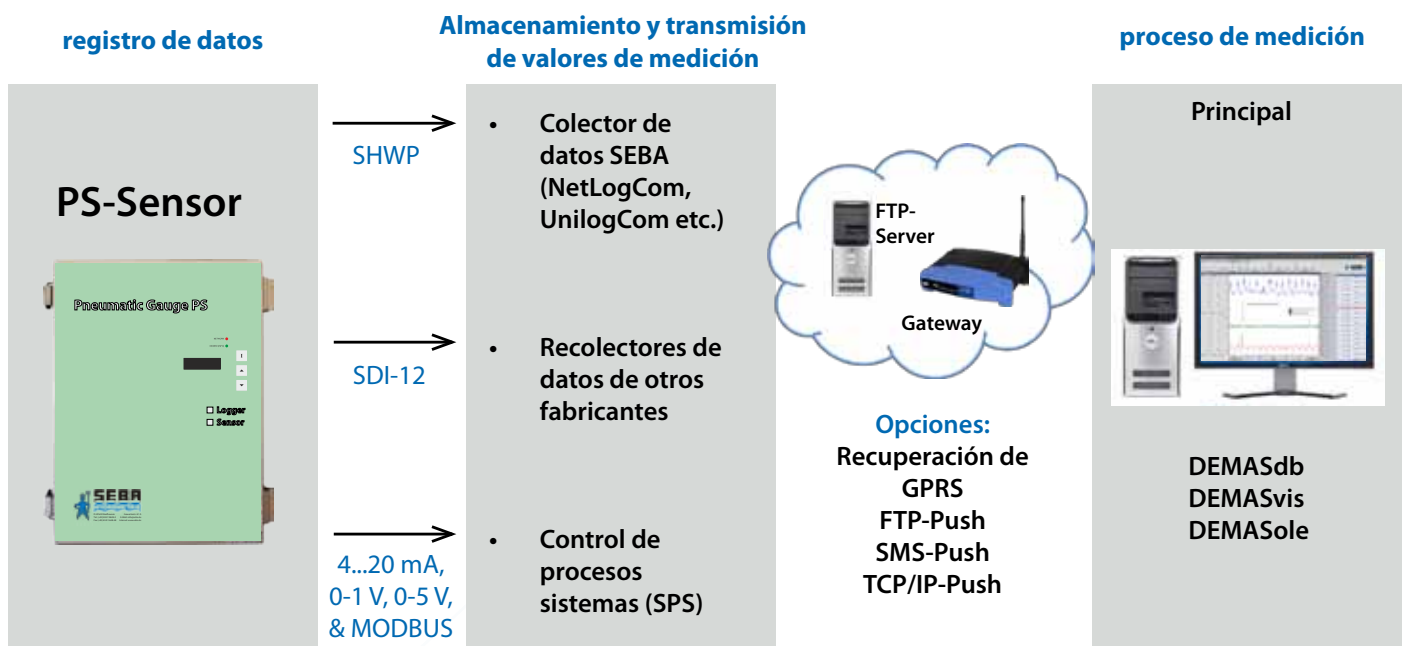 registro de datos
Almacenamiento y transmisión
de valores de medición
proceso de medición
PS-Sensor
Pneumatic Gauge PS
Logger
Sensor
SEBA
SHWP
SDI-12
4...20 mA,
0-1 V, 0-5 V,
& MODBUS
• Colector de
datos SEBA
(NetLogCom,
UnilogCom etc.)
• Recolectores de
datos de otros
fabricantes
• Control de
procesos
sistemas (SPS)
FTP-
Server
Gateway
Opciones:
Recuperación de
GPRS
FTP-Push
SMS-Push
TCP/IP-Push
Principal
DEMASdb
DEMASvis
DEMASole